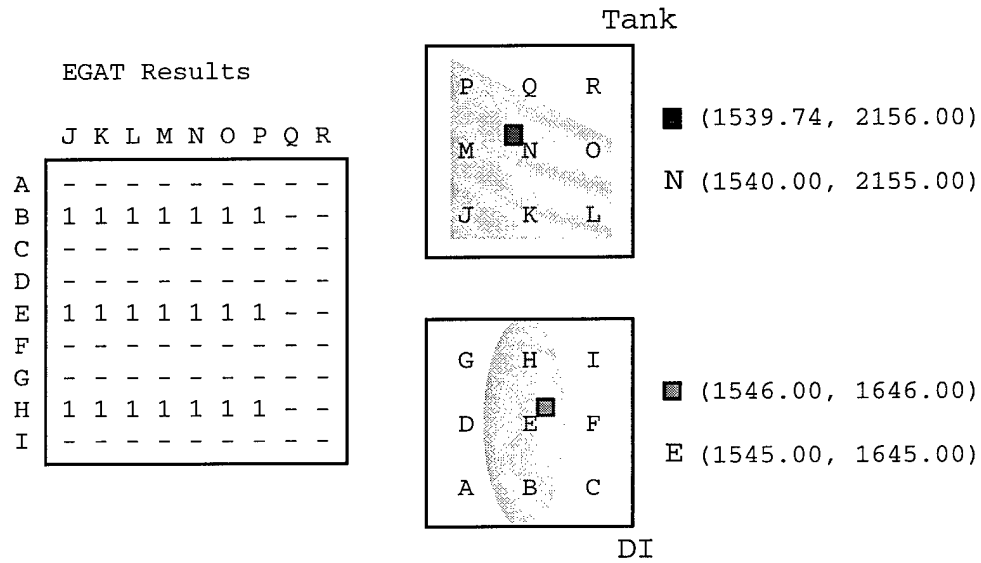 EGAT Results
J K L M N O P Q R
A - - - - - - - - -
B 1 1 1 1 1 1 1 - -
C - - - - - - - - -
D - - - - - - - - -
E 1 1 1 1 1 1 1 - -
F - - - - - - - - -
G - - - - - - - - -
H 1 1 1 1 1 1 1 - -
I - - - - - - - - -
Tank
P Q R
M N O
J K L
(1539.74, 2156.00)
N (1540.00, 2155.00)
G H I
D E F
A B C
(1546.00, 1646.00)
E (1545.00, 1645.00)
DI